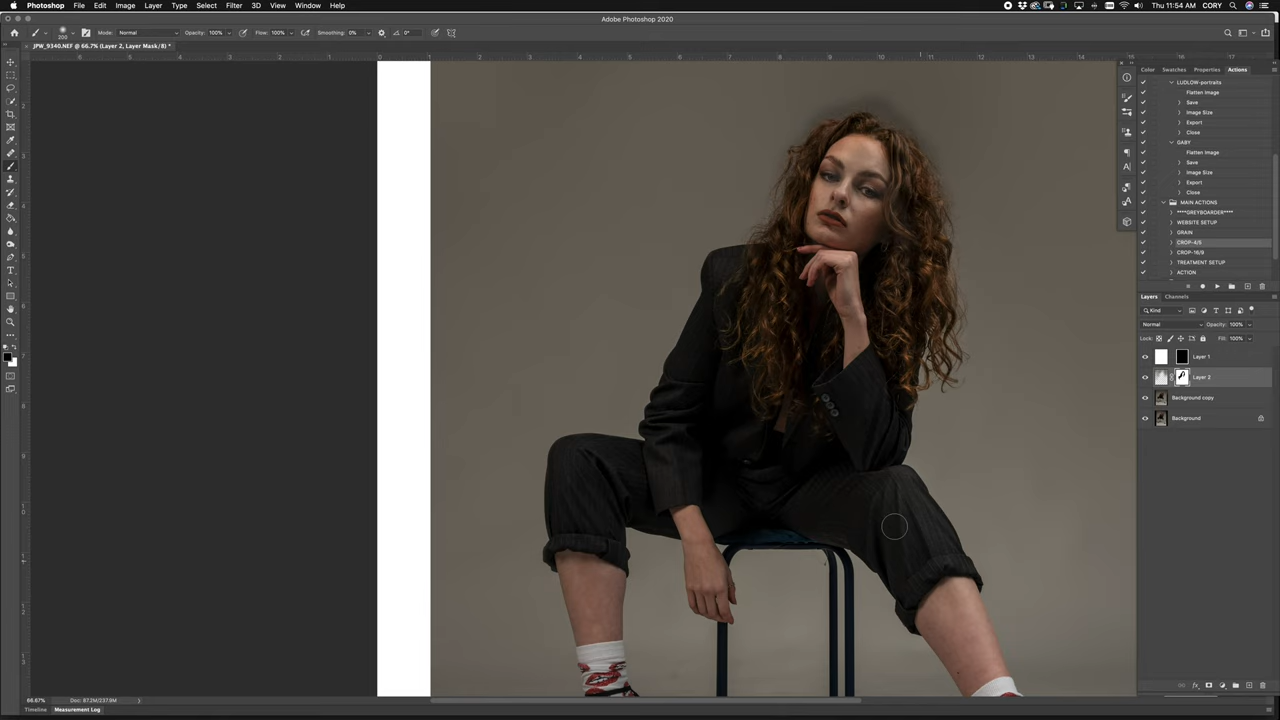 Photoshop File Edit Image Layer Type Select Filter 3D View Window Help
Thu 11:54 AM CORY
Adobe Photoshop 2020
200 Mode: Normal Opacity: 100% Flow: 100% Smoothing: 0% 0°
JPW_9340.NEF @ 66.7% (Layer 2, Layer Mask/8) *
Color Swatches Properties Actions
LUDLOW-portraits
Flatten Image
Save
Image Size
Export
Close
GABY
Flatten Image
Save
Image Size
Export
Close
MAIN ACTIONS
****GREYBOARDER****
WEBSITE SETUP
GRAIN
CROP-4/5
CROP-16/9
TREATMENT SETUP
ACTION
Layers Channels
Kind
Normal Opacity: 100%
Lock: Fill: 100%
Layer 1
Layer 2
Background copy
Background
66.67% Doc: 87.2M/237.9M
Timeline Measurement Log